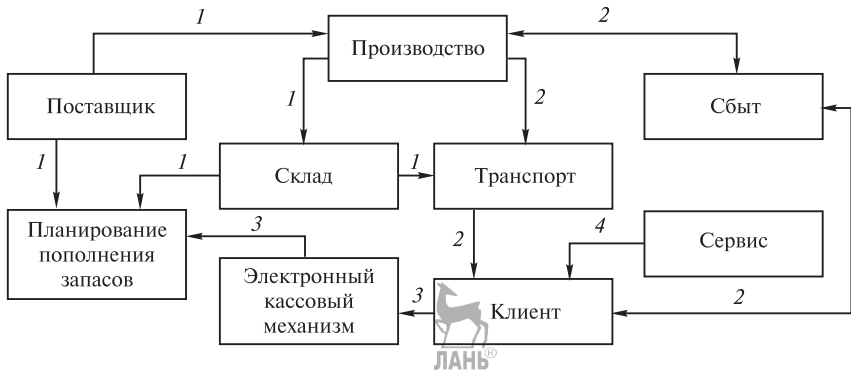 1
Производство
2
Поставщик
1
2
Сбыт
1
1
Склад
1
Транспорт
Планирование
пополнения
запасов
3
2
4
Сервис
Электронный
кассовый
механизм
3
Клиент
2
ЛАНЬ®